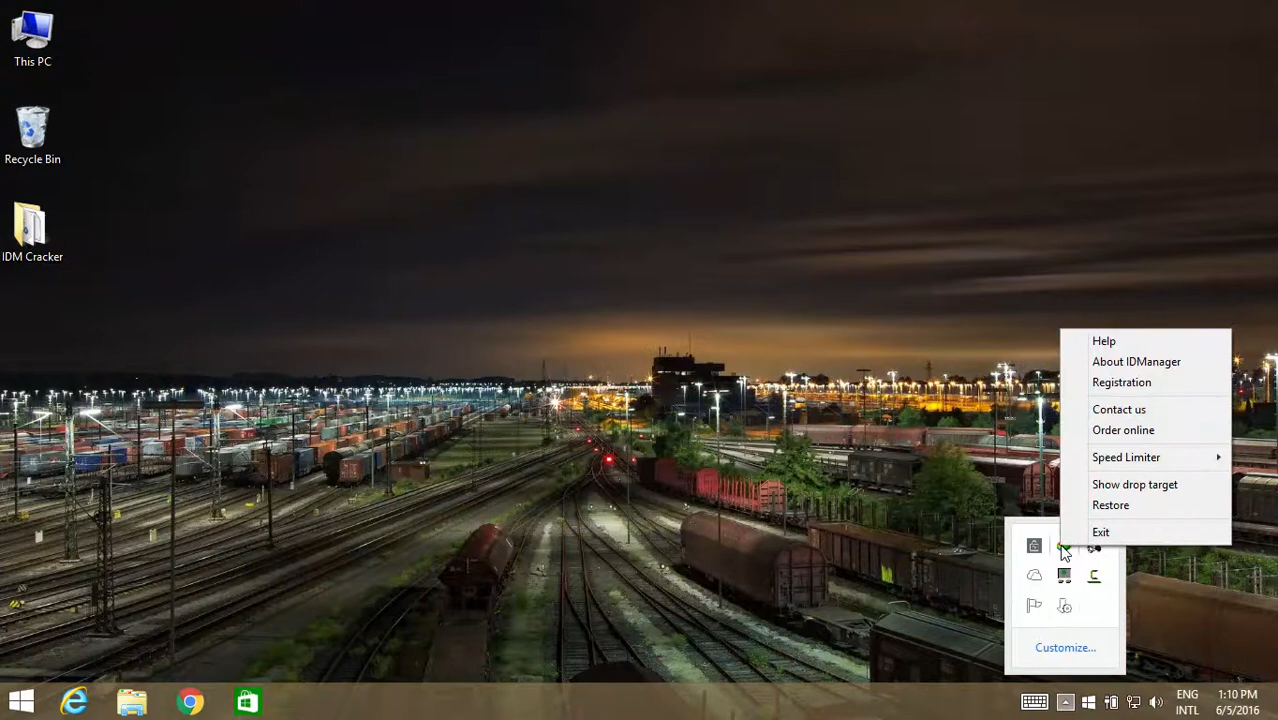 This PC
Recycle Bin
IDM Cracker
Help
About IDManager
Registration
Contact us
Order online
Speed Limiter
Show drop target
Restore
Exit
Customize...
ENG
INTL
1:10 PM
6/5/2016